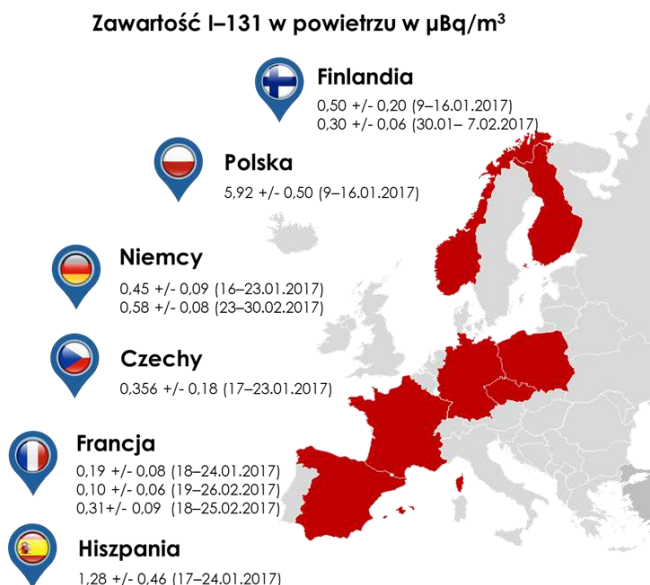 Zawartość I–131 w powietrzu w µBq/m³
Finlandia
0,50 +/- 0,20 (9–16.01.2017)
0,30 +/- 0,06 (30.01– 7.02.2017)
Polska
5,92 +/- 0,50 (9–16.01.2017)
Niemcy
0,45 +/- 0,09 (16–23.01.2017)
0,58 +/- 0,08 (23–30.02.2017)
Czechy
0,356 +/- 0,18 (17–23.01.2017)
Francja
0,19 +/- 0,08 (18–24.01.2017)
0,10 +/- 0,06 (19–26.02.2017)
0,31+/- 0,09 (18–25.02.2017)
Hiszpania
1,28 +/- 0,46 (17–24.01.2017)